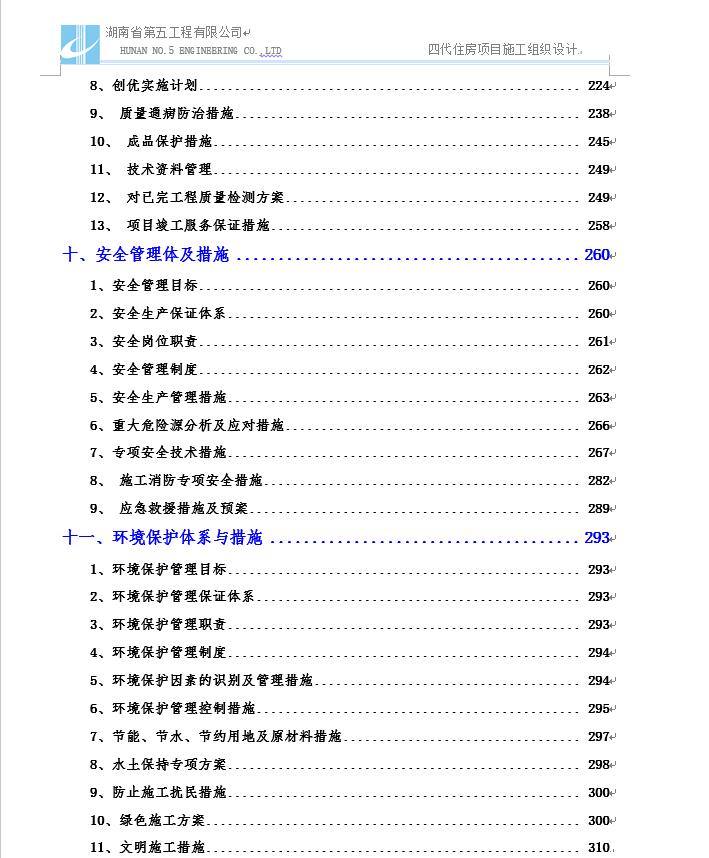 湖南省第五工程有限公司
HUNAN NO.5 ENGINEERING CO.,LTD
四代住房项目施工组织设计
8、创优实施计划 224
9、 质量通病防治措施 238
10、 成品保护措施 245
11、 技术资料管理 249
12、 对已完工程质量检测方案 249
13、 项目竣工服务保证措施 258
十、安全管理体及措施 260
1、安全管理目标 260
2、安全生产保证体系 260
3、安全岗位职责 261
4、安全管理制度 262
5、安全生产管理措施 263
6、重大危险源分析及应对措施 266
7、专项安全技术措施 267
8、 施工消防专项安全措施 282
9、 应急救援措施及预案 289
十一、环境保护体系与措施 293
1、环境保护管理目标 293
2、环境保护管理保证体系 293
3、环境保护管理职责 293
4、环境保护管理制度 294
5、环境保护因素的识别及管理措施 294
6、环境保护管理控制措施 295
7、节能、节水、节约用地及原材料措施 297
8、水土保持专项方案 298
9、防止施工扰民措施 300
10、绿色施工方案 300
11、文明施工措施 310